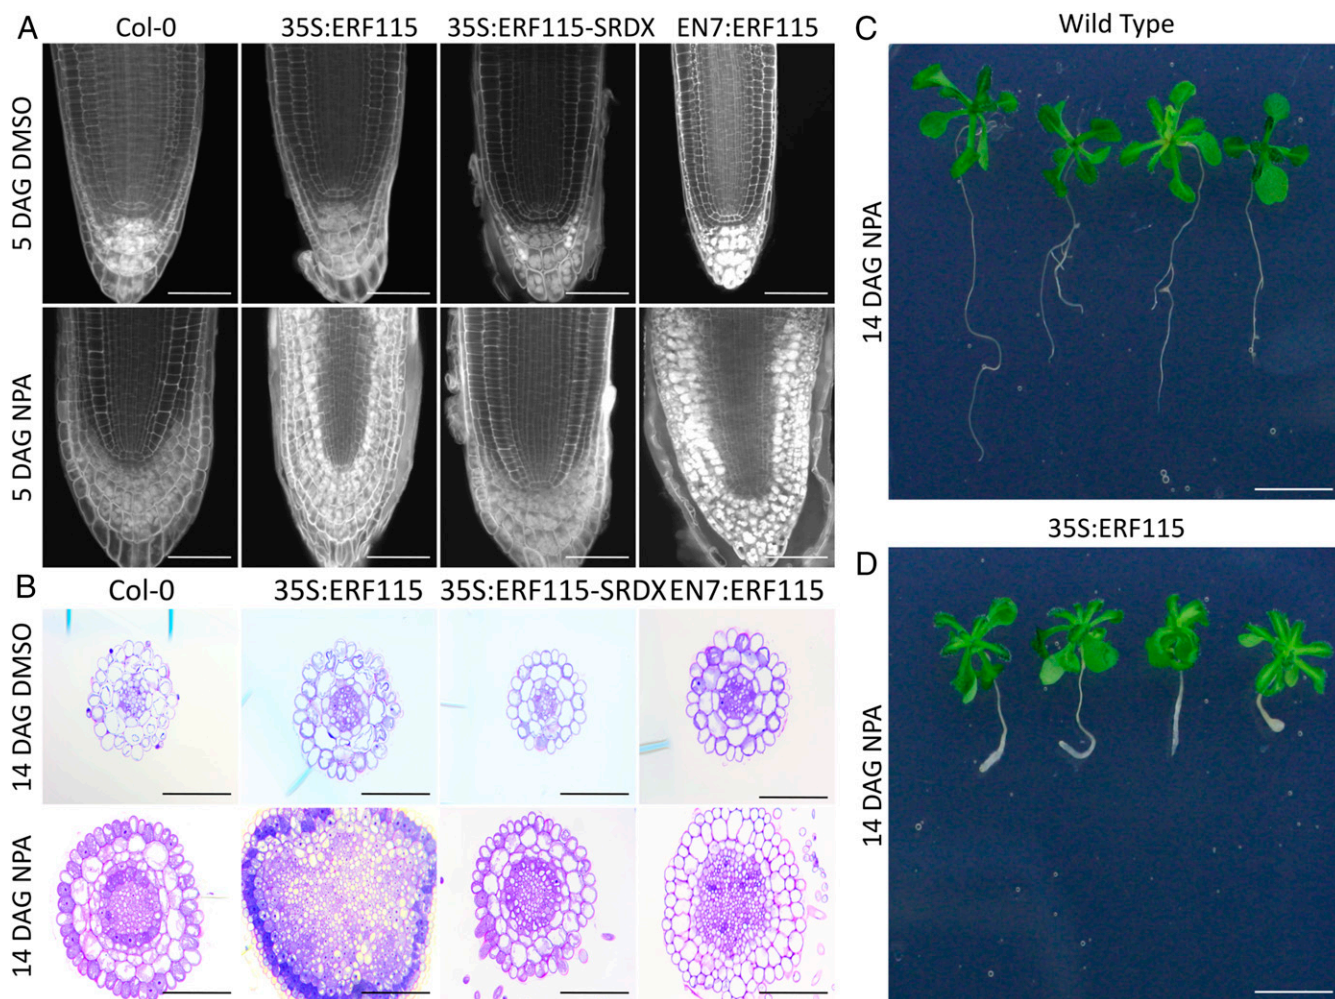 A
Col-0 35S:ERF115 35S:ERF115-SRDX EN7:ERF115
5 DAG DMSO
5 DAG NPA
B
Col-0 35S:ERF115 35S:ERF115-SRDX EN7:ERF115
14 DAG DMSO
14 DAG NPA
C
Wild Type
14 DAG NPA
D
35S:ERF115
14 DAG NPA